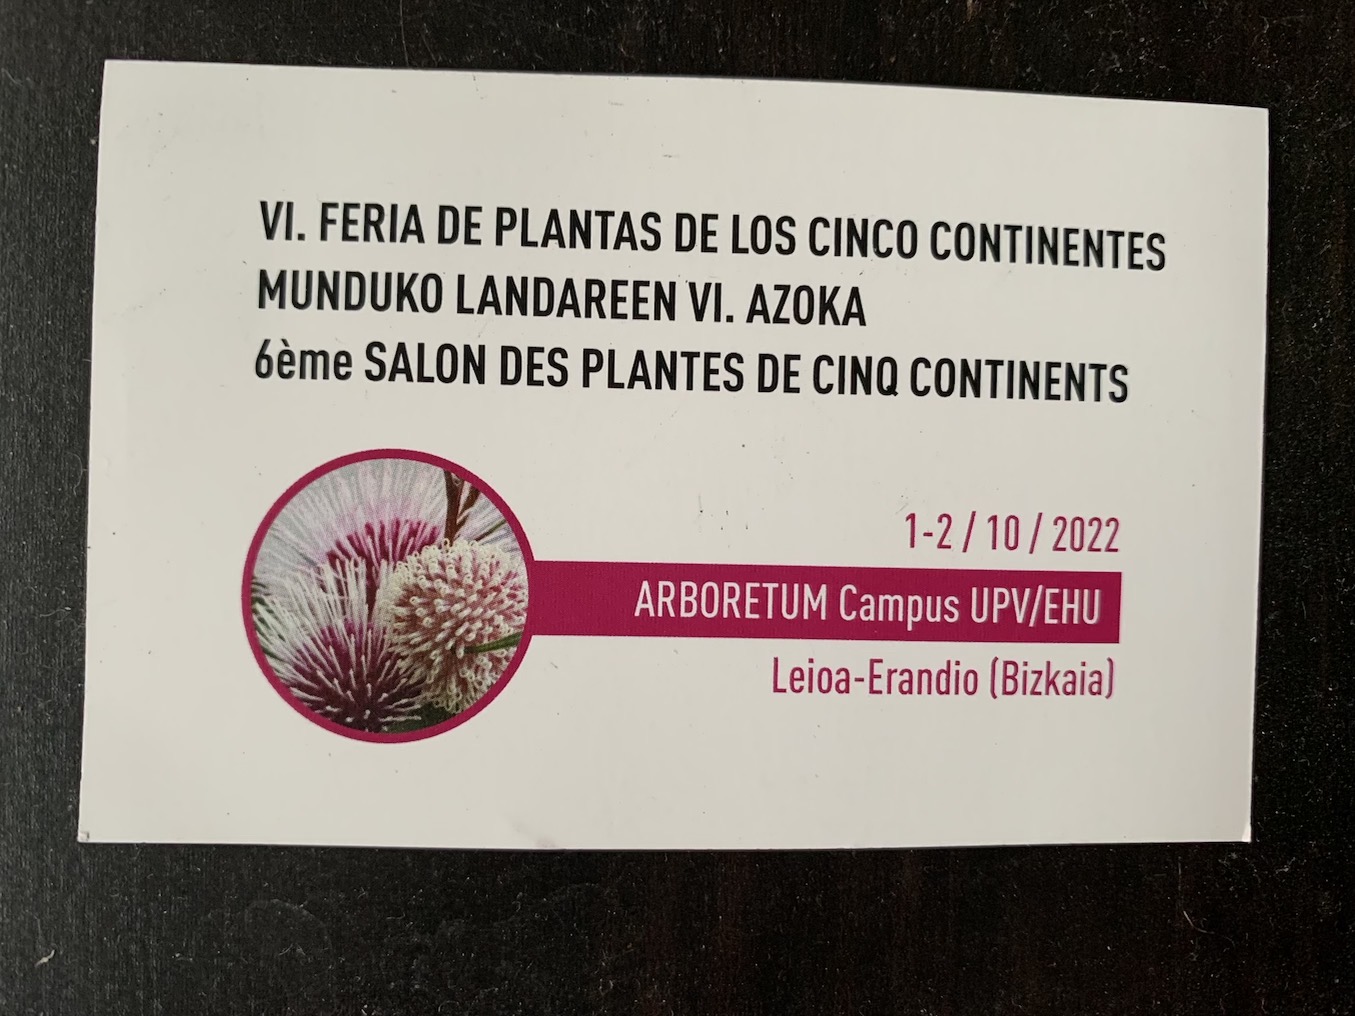 VI. FERIA DE PLANTAS DE LOS CINCO CONTINENTES
MUNDUKO LANDAREEN VI. AZOKA
6ème SALON DES PLANTES DE CINQ CONTINENTS
1-2 / 10 / 2022
ARBORETUM Campus UPV/EHU
Leioa-Erandio (Bizkaia)